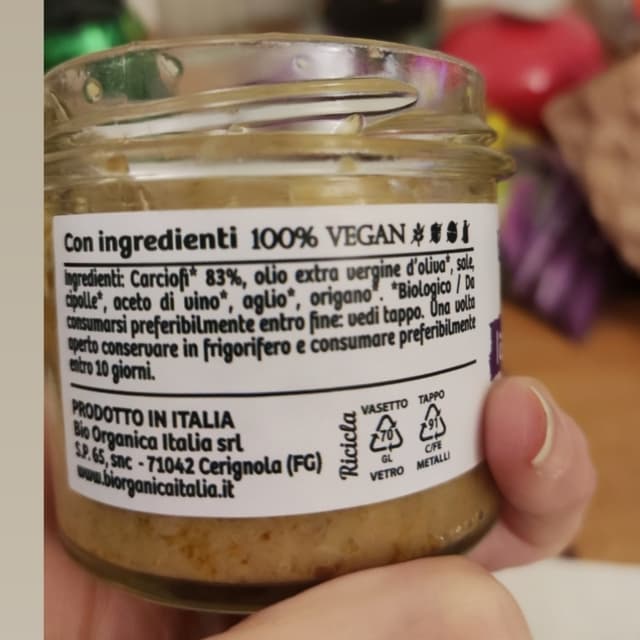 Con ingredienti 100% VEGAN
Ingredienti: Carciofi* 83%, olio extra vergine d'oliva*, sale,
cipolle*, aceto di vino*, aglio*, origano*. *Biologico / Da
consumarsi preferibilmente entro fine: vedi tappo. Una volta
aperto conservare in frigorifero e consumare preferibilmente
entro 10 giorni.
PRODOTTO IN ITALIA
Bio Organica Italia srl
S.P. 65, snc - 71042 Cerignola (FG)
www.biorganicaitalia.it
Ricicla
VASETTO
70
GL
VETRO
TAPPO
91
C/FE
METALLI